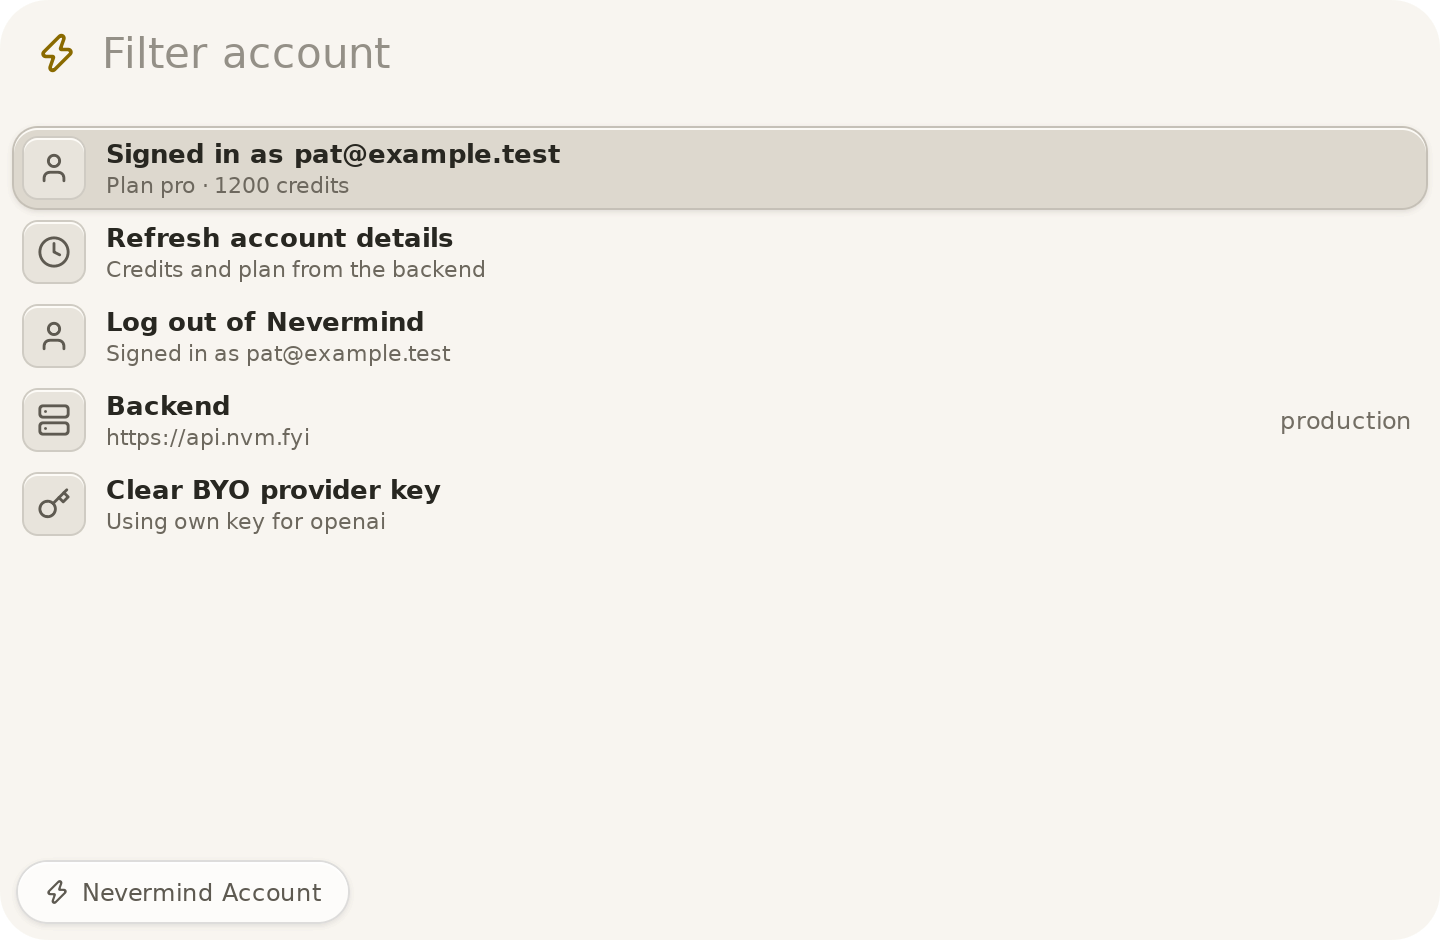 Filter account
Signed in as pat@example.test
Plan pro · 1200 credits
Refresh account details
Credits and plan from the backend
Log out of Nevermind
Signed in as pat@example.test
Backend
https://api.nvm.fyi
production
Clear BYO provider key
Using own key for openai
Nevermind Account